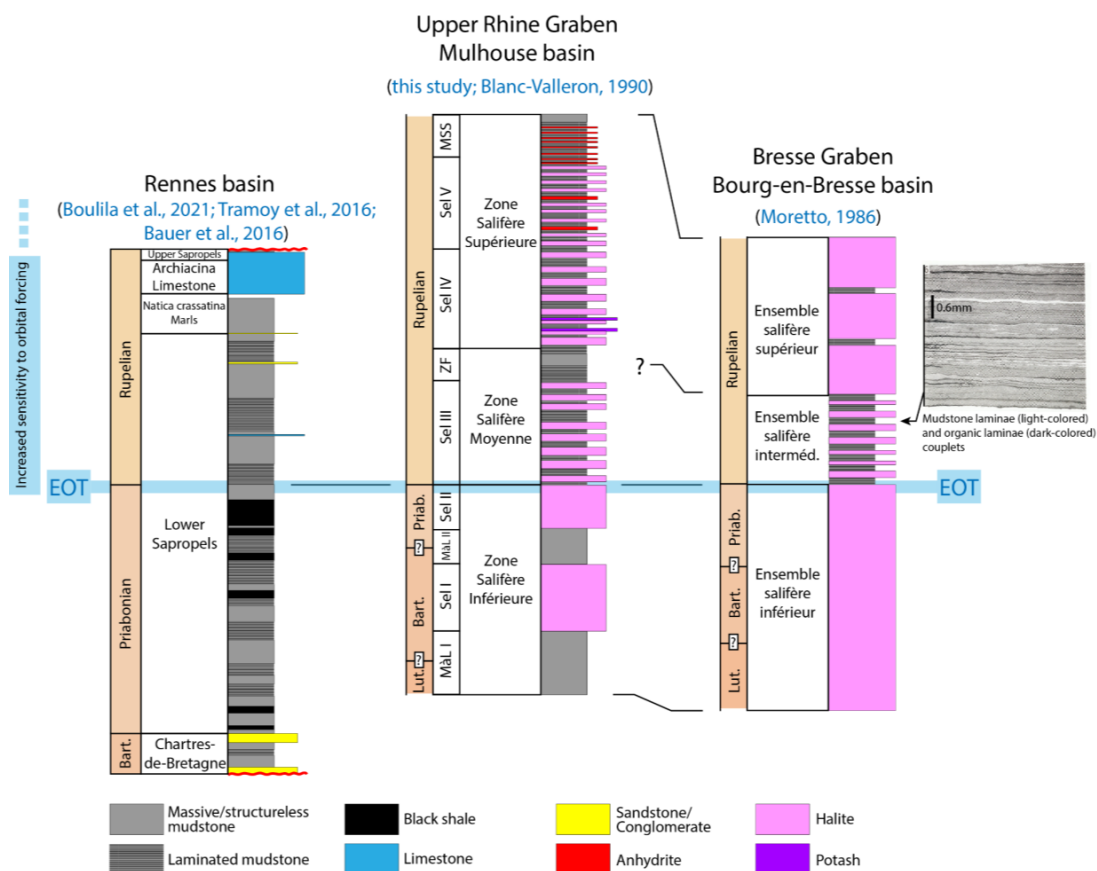 Upper Rhine Graben
Mulhouse basin
(this study; Blanc-Valleron, 1990)
Rennes basin
(Boulila et al., 2021; Tramoy et al., 2016;
Bauer et al., 2016)
Bresse Graben
Bourg-en-Bresse basin
(Moretto, 1986)
Increased sensitivity to orbital forcing
EOT
Rupelian
Priabonian
Bart.
Upper Sapropels
Archiacina
Limestone
Natica crassatina
Marls
Lower
Sapropels
Chartres-
de-Bretagne
Rupelian
Priab.
?
Bart.
?
Lut.
MSS
Sel V
Sel IV
ZF
Sel III
Sel II
MàL II
Sel I
MàL I
Zone
Salifère
Supérieure
Zone
Salifère
Moyenne
Zone
Salifère
Inférieure
?
Rupelian
Priab.
?
Bart.
?
Lut.
Ensemble
salifère
supérieur
Ensemble
salifère
interméd.
Ensemble
salifère
inférieur
0.6mm
Mudstone laminae (light-colored)
and organic laminae (dark-colored)
couplets
EOT
Massive/structureless
mudstone
Black shale
Sandstone/
Conglomerate
Halite
Laminated mudstone
Limestone
Anhydrite
Potash